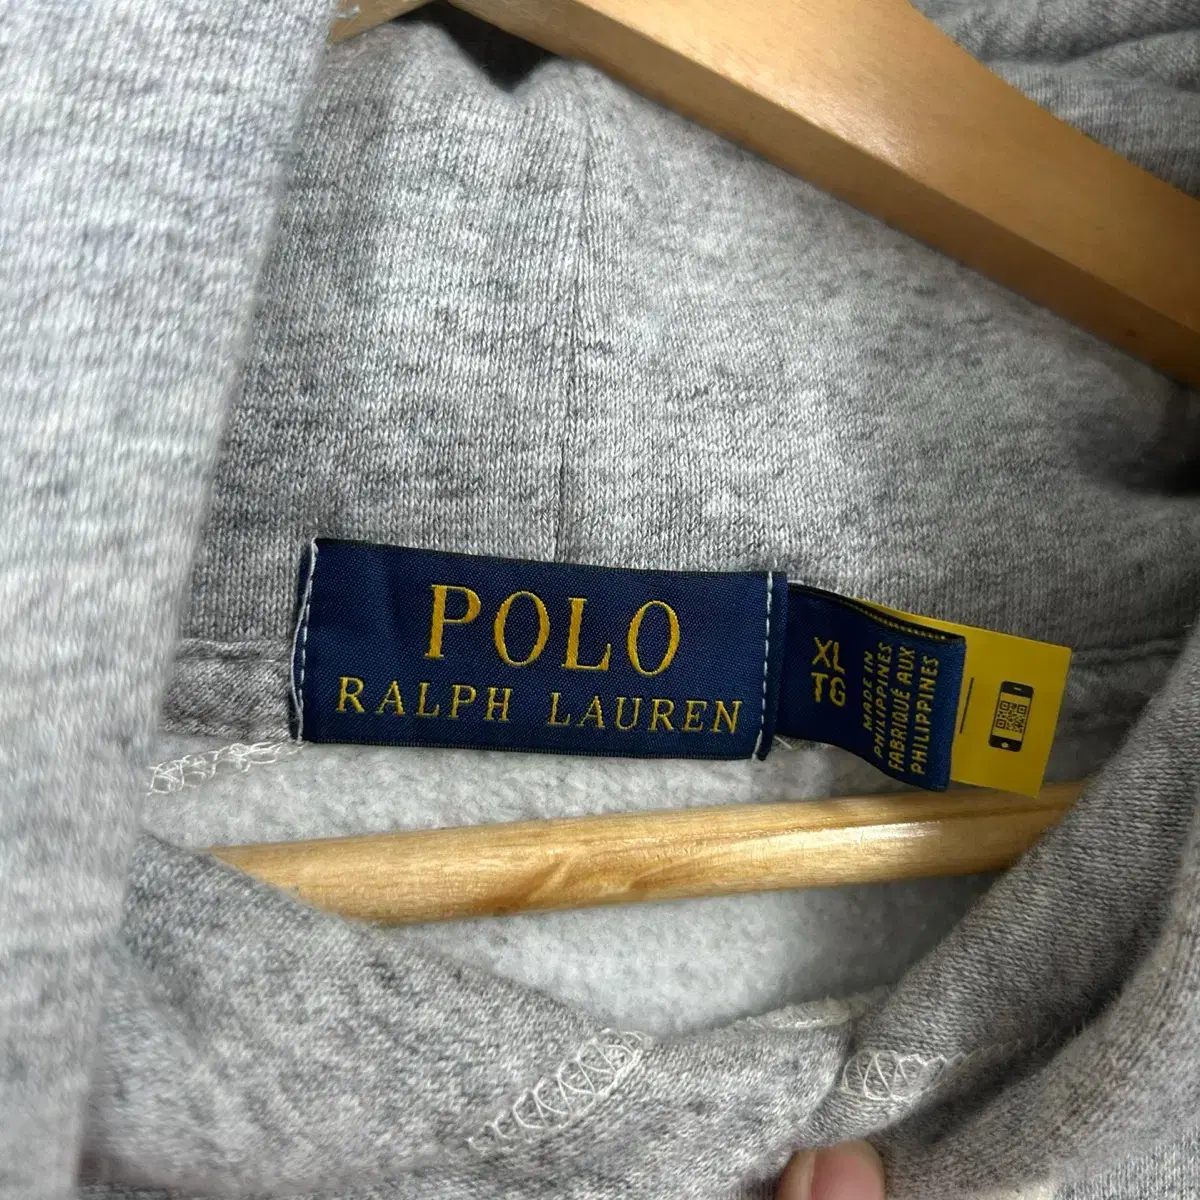 POLO
RALPH LAUREN
XL
TG
MADE IN
PHILIPPINES
FABRIQUÉ AUX
PHILIPPINES